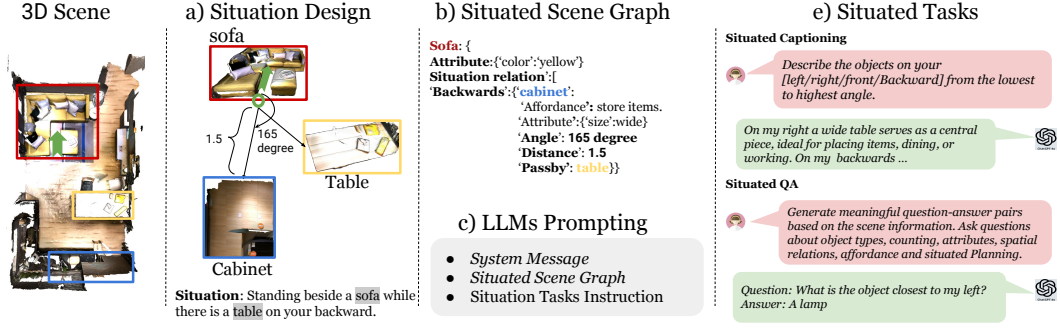 3D Scene
a) Situation Design
sofa
1.5
165
degree
Table
Cabinet
Situation: Standing beside a sofa while
there is a table on your backward.
b) Situated Scene Graph
Sofa: {
Attribute:{'color':'yellow'}
Situation relation':[
'Backwards':{'cabinet':
'Affordance': store items.
'Attribute':{'size':wide}
'Angle': 165 degree
'Distance': 1.5
'Passby': table}}
c) LLMs Prompting
• System Message
• Situated Scene Graph
• Situation Tasks Instruction
e) Situated Tasks
Situated Captioning
Describe the objects on your
[left/right/front/Backward] from the lowest
to highest angle.
On my right a wide table serves as a central
piece, ideal for placing items, dining, or
working. On my backwards ...
Situated QA
Generate meaningful question-answer pairs
based on the scene information. Ask questions
about object types, counting, attributes, spatial
relations, affordance and situated Planning.
Question: What is the object closest to my left?
Answer: A lamp